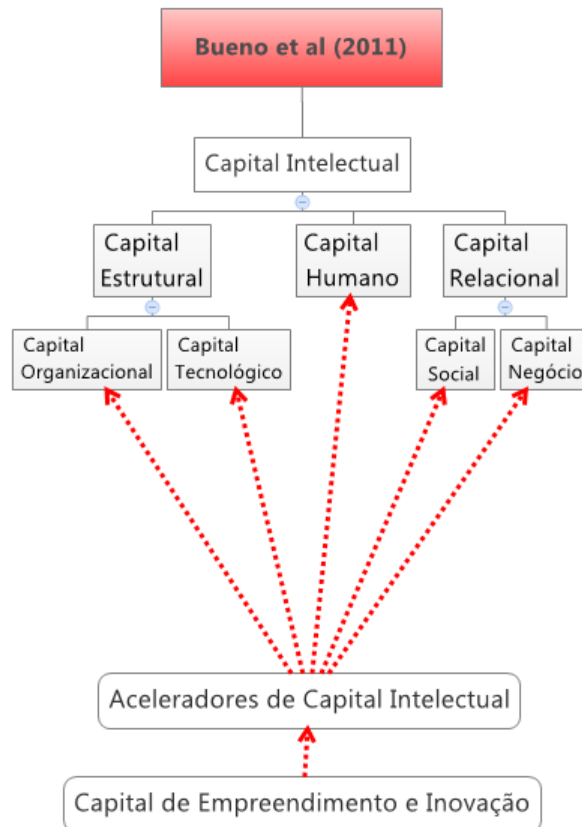 Bueno et al (2011)
Capital Intelectual
Capital
Estrutural
Capital
Humano
Capital
Relacional
Capital
Organizacional
Capital
Tecnológico
Capital
Social
Capital
Negócio
Aceleradores de Capital Intelectual
Capital de Empreendimento e Inovação